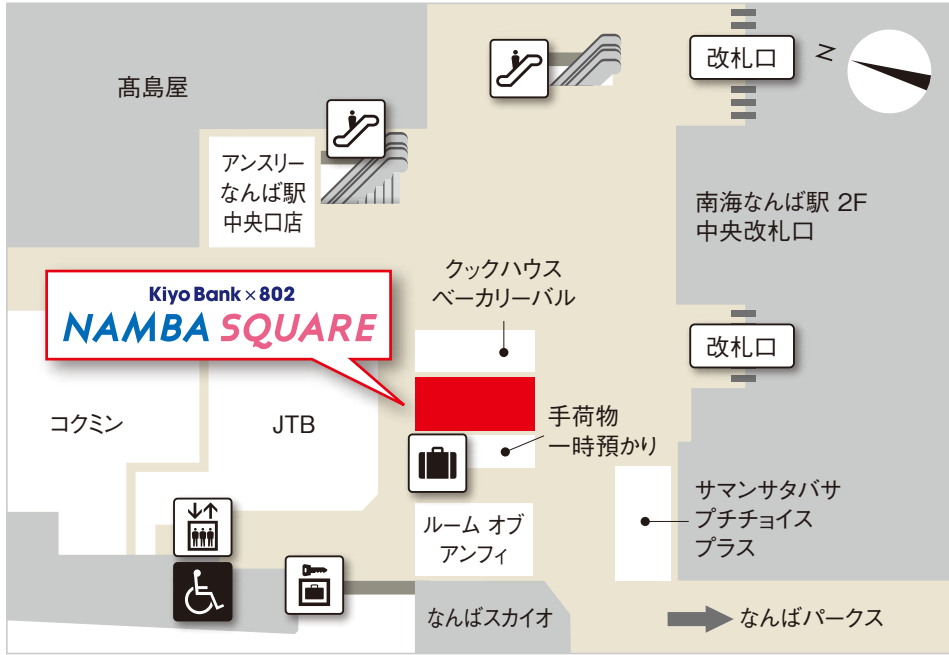 髙島屋
改札口
N
アンスリー
なんば駅
中央口店
南海なんば駅 2F
中央改札口
クックハウス
ベーカリーバル
Kiyo Bank×802
NAMBA SQUARE
改札口
コクミン
JTB
手荷物
一時預かり
サマンサタバサ
プチチョイス
プラス
ルーム オブ
アンフィ
なんばスカイオ
なんばパークス